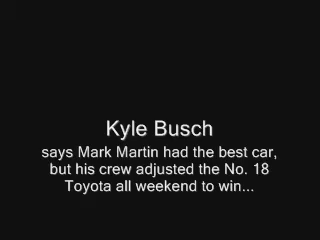 Kyle Busch
says Mark Martin had the best car,
but his crew adjusted the No. 18
Toyota all weekend to win...